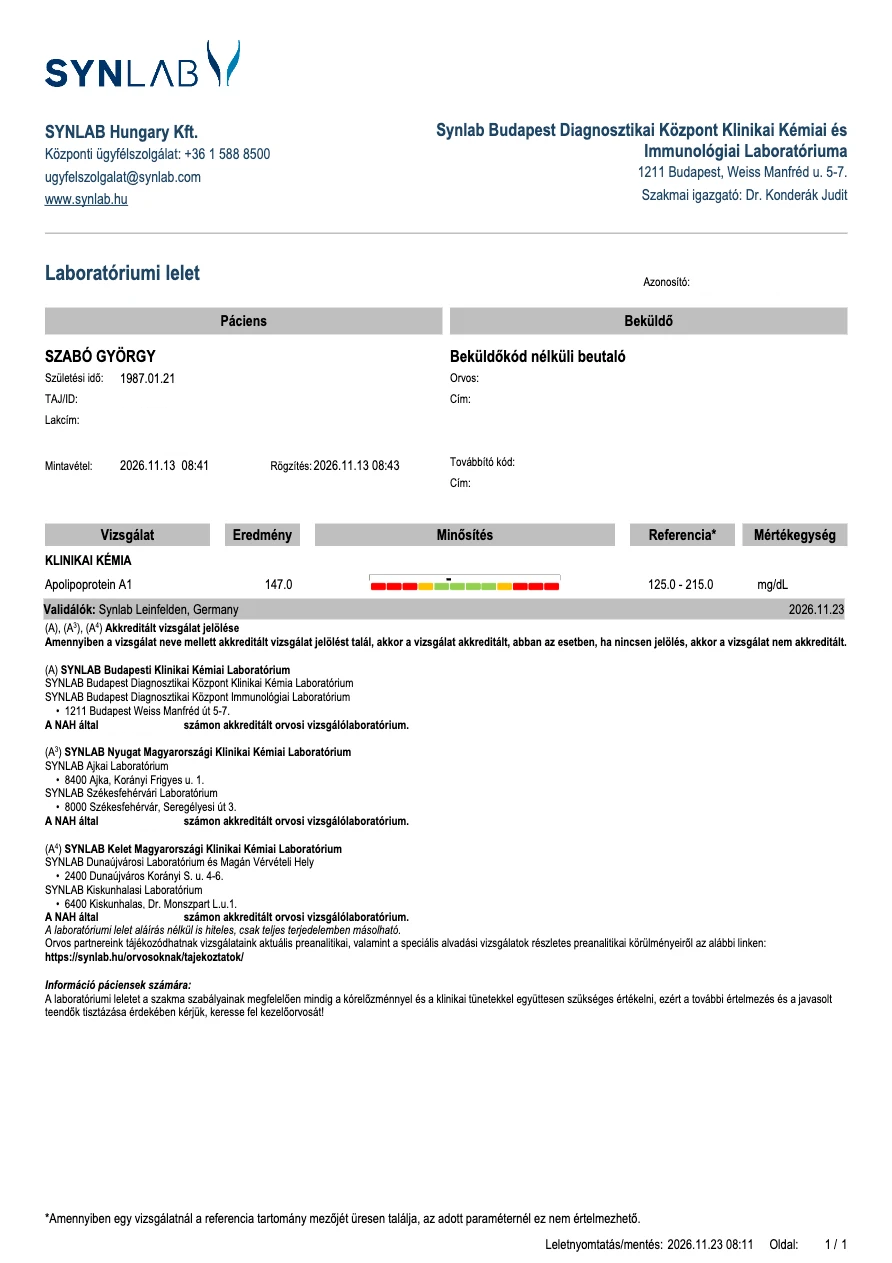 SYNLAB
SYNLAB Hungary Kft.
Központi ügyfélszolgálat: +36 1 588 8500
ugyfelszolgalat@synlab.com
www.synlab.hu
Synlab Budapest Diagnosztikai Központ Klinikai Kémiai és
Immunológiai Laboratóriuma
1211 Budapest, Weiss Manfréd u. 5-7.
Szakmai igazgató: Dr. Konderák Judit
Laboratóriumi lelet
Azonosító:
Páciens
Beküldő
SZABÓ GYÖRGY
Születési idő: 1987.01.21
TAJ/ID:
Lakcím:
Beküldőkód nélküli beutaló
Orvos:
Cím:
Mintavétel: 2026.11.13 08:41 Rögzítés: 2026.11.13 08:43
Továbbító kód:
Cím:
Vizsgálat Eredmény Minősítés Referencia* Mértékegység
KLINIKAI KÉMIA
Apolipoprotein A1 147.0 125.0 - 215.0 mg/dL
Validálók: Synlab Leinfelden, Germany 2026.11.23
(A), (A³), (A⁴) Akkreditált vizsgálat jelölése
Amennyiben a vizsgálat neve mellett akkreditált vizsgálat jelölést talál, akkor a vizsgálat akkreditált, abban az esetben, ha nincsen jelölés, akkor a vizsgálat nem akkreditált.
(A) SYNLAB Budapesti Klinikai Kémiai Laboratórium
SYNLAB Budapest Diagnosztikai Központ Klinikai Kémia Laboratórium
SYNLAB Budapest Diagnosztikai Központ Immunológiai Laboratórium
• 1211 Budapest Weiss Manfréd út 5-7.
A NAH által számon akkreditált orvosi vizsgálólaboratórium.
(A³) SYNLAB Nyugat Magyarországi Klinikai Kémiai Laboratórium
SYNLAB Ajkai Laboratórium
• 8400 Ajka, Korányi Frigyes u. 1.
SYNLAB Székesfehérvári Laboratórium
• 8000 Székesfehérvár, Seregélyesi út 3.
A NAH által számon akkreditált orvosi vizsgálólaboratórium.
(A⁴) SYNLAB Kelet Magyarországi Klinikai Kémiai Laboratórium
SYNLAB Dunaújvárosi Laboratórium és Magán Vérvételi Hely
• 2400 Dunaújváros Korányi S. u. 4-6.
SYNLAB Kiskunhalasi Laboratórium
• 6400 Kiskunhalas, Dr. Monszpart L.u.1.
A NAH által számon akkreditált orvosi vizsgálólaboratórium.
A laboratóriumi lelet aláírás nélkül is hiteles, csak teljes terjedelemben másolható.
Orvos partnereink tájékozódhatnak vizsgálataink aktuális preanalitikai, valamint a speciális alvadási vizsgálatok részletes preanalitikai körülményeiről az alábbi linken:
https://synlab.hu/orvosoknak/tajekoztatok/
Információ páciensek számára:
A laboratóriumi leletet a szakma szabályainak megfelelően mindig a kórelőzménnyel és a klinikai tünetekkel együttesen szükséges értékelni, ezért a további értelmezés és a javasolt
teendők tisztázása érdekében kérjük, keresse fel kezelőorvosát!
*Amennyiben egy vizsgálatnál a referencia tartomány mezőjét üresen találja, az adott paraméternél ez nem értelmezhető.
Leletnyomtatás/mentés: 2026.11.23 08:11 Oldal: 1 / 1